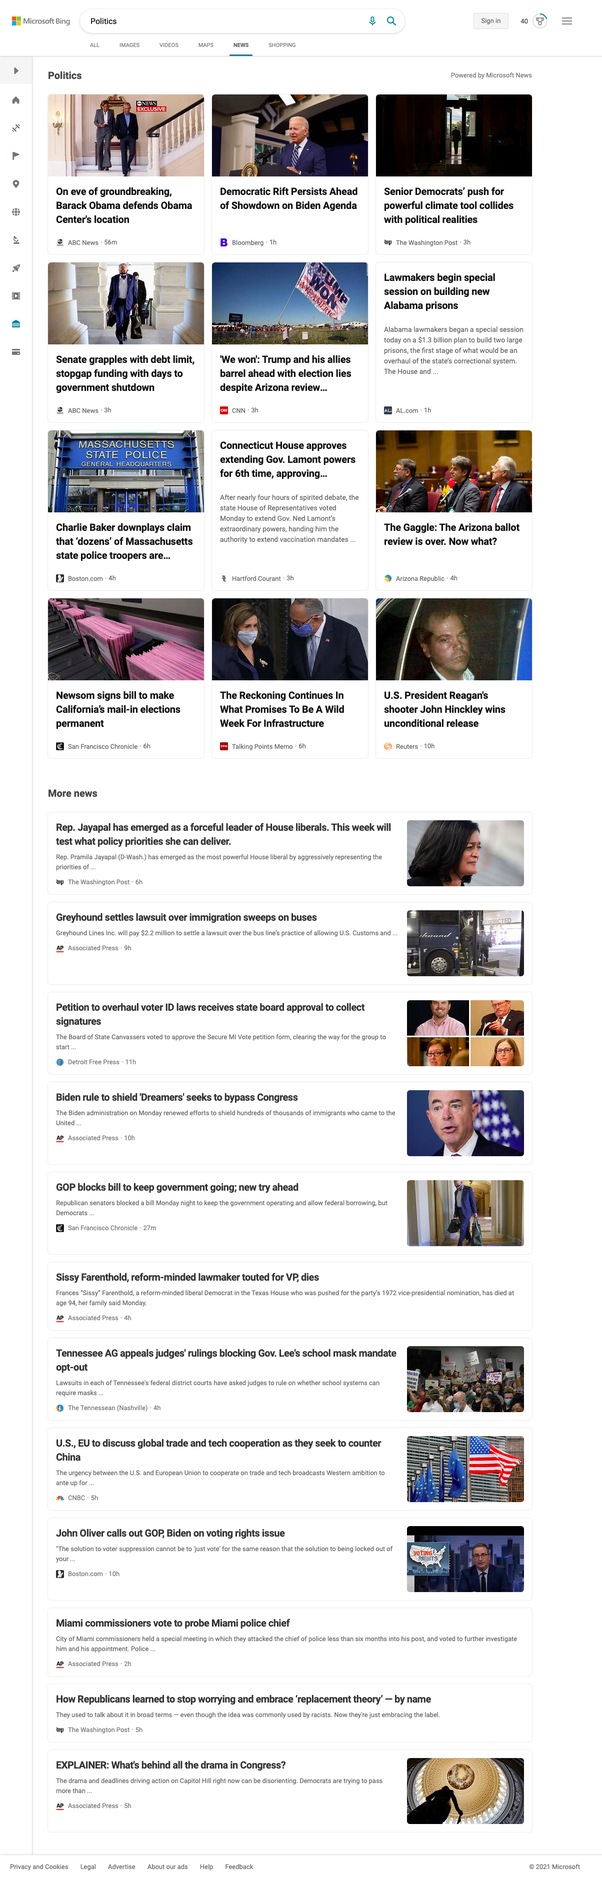 Microsoft Bing
Politics
Sign in
40
ALL
IMAGES
VIDEOS
MAPS
NEWS
SHOPPING
Politics
Powered by Microsoft News
NEWS
EXCLUSIVE
On eve of groundbreaking,
Barack Obama defends Obama
Center's location
ABC News · 56m
Democratic Rift Persists Ahead
of Showdown on Biden Agenda
B
Bloomberg · 1h
Senior Democrats' push for
powerful climate tool collides
with political realities
wp
The Washington Post · 3h
Senate grapples with debt limit,
stopgap funding with days to
government shutdown
ABC News · 3h
TRUMP
WON
'We won': Trump and his allies
barrel ahead with election lies
despite Arizona review...
CNN · 3h
Lawmakers begin special
session on building new
Alabama prisons
Alabama lawmakers began a special session
today on a $1.3 billion plan to build two large
prisons, the first stage of what would be an
overhaul of the state's correctional system.
The House and ...
AL
AL.com · 1h
MASSACHUSETTS
STATE POLICE
GENERAL HEADQUARTERS
Charlie Baker downplays claim
that 'dozens' of Massachusetts
state police troopers are...
Boston.com · 4h
Connecticut House approves
extending Gov. Lamont powers
for 6th time, approving...
After nearly four hours of spirited debate, the
state House of Representatives voted
Monday to extend Gov. Ned Lamont's
extraordinary powers, handing him the
authority to extend vaccination mandates ...
Hartford Courant · 3h
The Gaggle: The Arizona ballot
review is over. Now what?
Arizona Republic · 4h
Newsom signs bill to make
California's mail-in elections
permanent
San Francisco Chronicle · 6h
The Reckoning Continues In
What Promises To Be A Wild
Week For Infrastructure
Talking Points Memo · 6h
U.S. President Reagan's
shooter John Hinckley wins
unconditional release
Reuters · 10h
More news
Rep. Jayapal has emerged as a forceful leader of House liberals. This week will
test what policy priorities she can deliver.
Rep. Pramila Jayapal (D-Wash.) has emerged as the most powerful House liberal by aggressively representing the
priorities of ...
wp
The Washington Post · 6h
Greyhound settles lawsuit over immigration sweeps on buses
Greyhound Lines Inc. will pay $2.2 million to settle a lawsuit over the bus line's practice of allowing U.S. Customs and ...
AP
Associated Press · 9h
Petition to overhaul voter ID laws receives state board approval to collect
signatures
The Board of State Canvassers voted to approve the Secure MI Vote petition form, clearing the way for the group to
start ...
Detroit Free Press · 11h
Biden rule to shield 'Dreamers' seeks to bypass Congress
The Biden administration on Monday renewed efforts to shield hundreds of thousands of immigrants who came to the
United ...
AP
Associated Press · 10h
GOP blocks bill to keep government going; new try ahead
Republican senators blocked a bill Monday night to keep the government operating and allow federal borrowing, but
Democrats ...
San Francisco Chronicle · 27m
Sissy Farenthold, reform-minded lawmaker touted for VP, dies
Frances "Sissy" Farenthold, a reform-minded liberal Democrat in the Texas House who was pushed for the party's 1972 vice-presidential nomination, has died at
age 94, her family said Monday.
AP
Associated Press · 4h
Tennessee AG appeals judges' rulings blocking Gov. Lee's school mask mandate
opt-out
Lawsuits in each of Tennessee's federal district courts have asked judges to rule on whether school systems can
require masks ...
The Tennessean (Nashville) · 4h
U.S., EU to discuss global trade and tech cooperation as they seek to counter
China
The urgency between the U.S. and European Union to cooperate on trade and tech broadcasts Western ambition to
ante up for ...
CNBC · 5h
John Oliver calls out GOP, Biden on voting rights issue
"The solution to voter suppression cannot be to 'just vote' for the same reason that the solution to being locked out of
your ...
Boston.com · 10h
VOTING
RIGHTS
Miami commissioners vote to probe Miami police chief
City of Miami commissioners held a special meeting in which they attacked the chief of police less than six months into his post, and voted to further investigate
him and his appointment. Police ...
AP
Associated Press · 2h
How Republicans learned to stop worrying and embrace 'replacement theory' — by name
They used to talk about it in broad terms — even though the idea was commonly used by racists. Now they're just embracing the label.
wp
The Washington Post · 5h
EXPLAINER: What's behind all the drama in Congress?
The drama and deadlines driving action on Capitol Hill right now can be disorienting. Democrats are trying to pass
more than ...
AP
Associated Press · 5h
Privacy and Cookies
Legal
Advertise
About our ads
Help
Feedback
© 2021 Microsoft